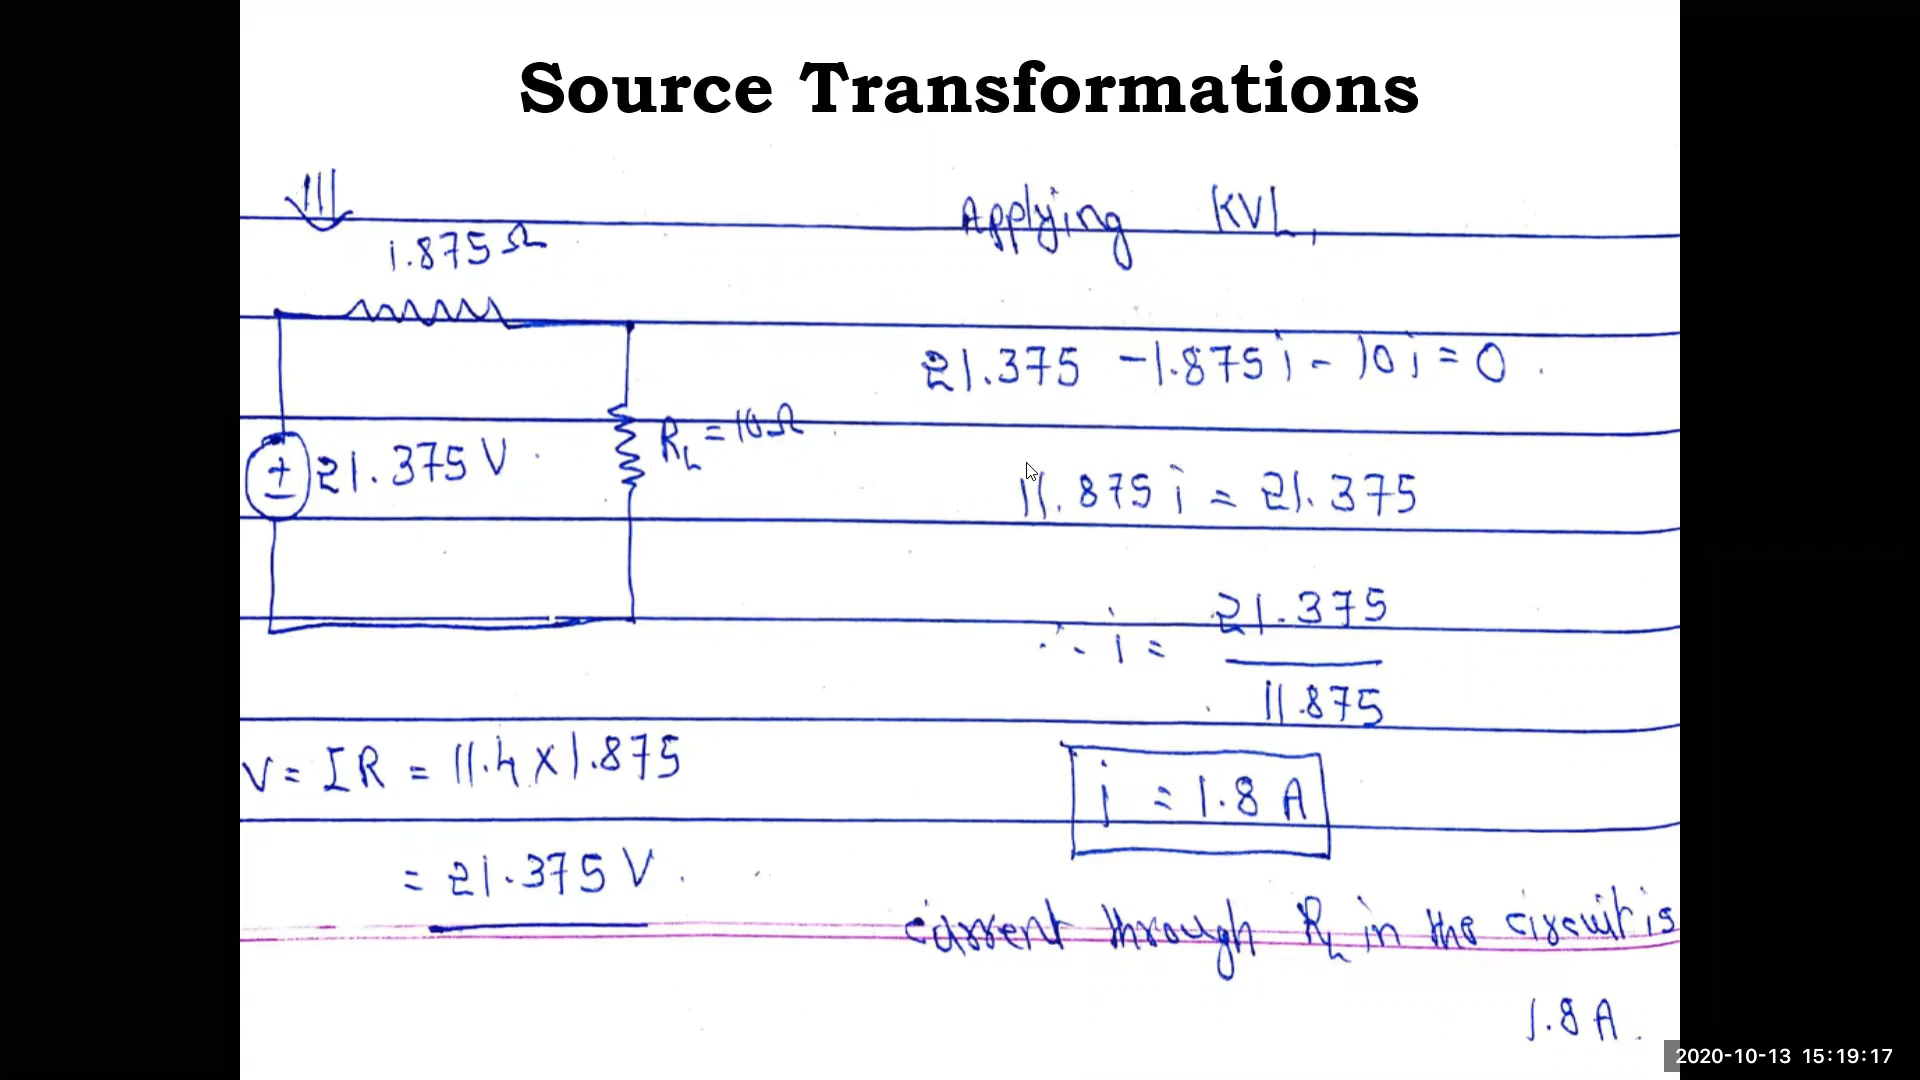 Source Transformations
1.875 Ω
21.375 V
R_L = 10Ω
V = IR = 11.4 × 1.875
= 21.375 V.
Applying KVL,
21.375 - 1.875 i - 10 i = 0
11.875 i = 21.375
∴ i = 21.375 / 11.875
i = 1.8 A
current through R_L in the circuit is
1.8 A.
2020-10-13 15:19:17